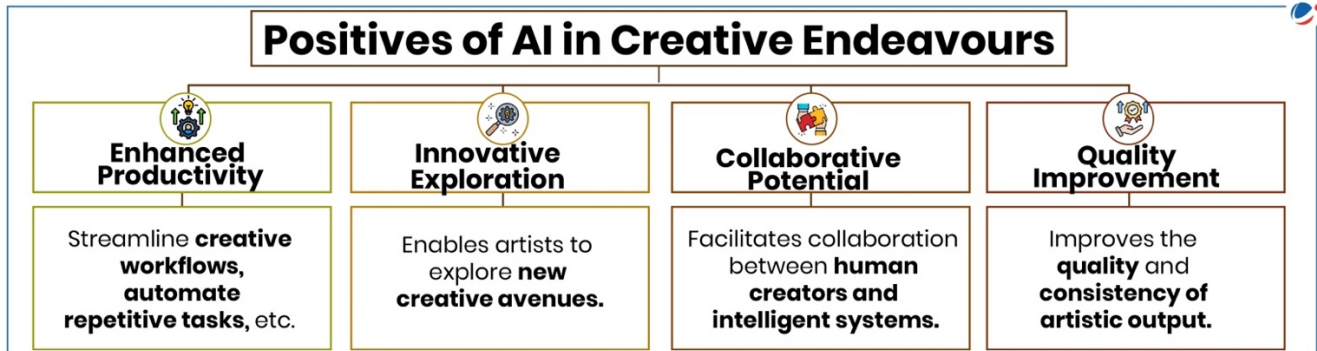 Positives of AI in Creative Endeavours
Enhanced
Productivity
Streamline creative
workflows,
automate
repetitive tasks, etc.
Innovative
Exploration
Enables artists to
explore new
creative avenues.
Collaborative
Potential
Facilitates collaboration
between human
creators and
intelligent systems.
Quality
Improvement
Improves the
quality and
consistency of
artistic output.